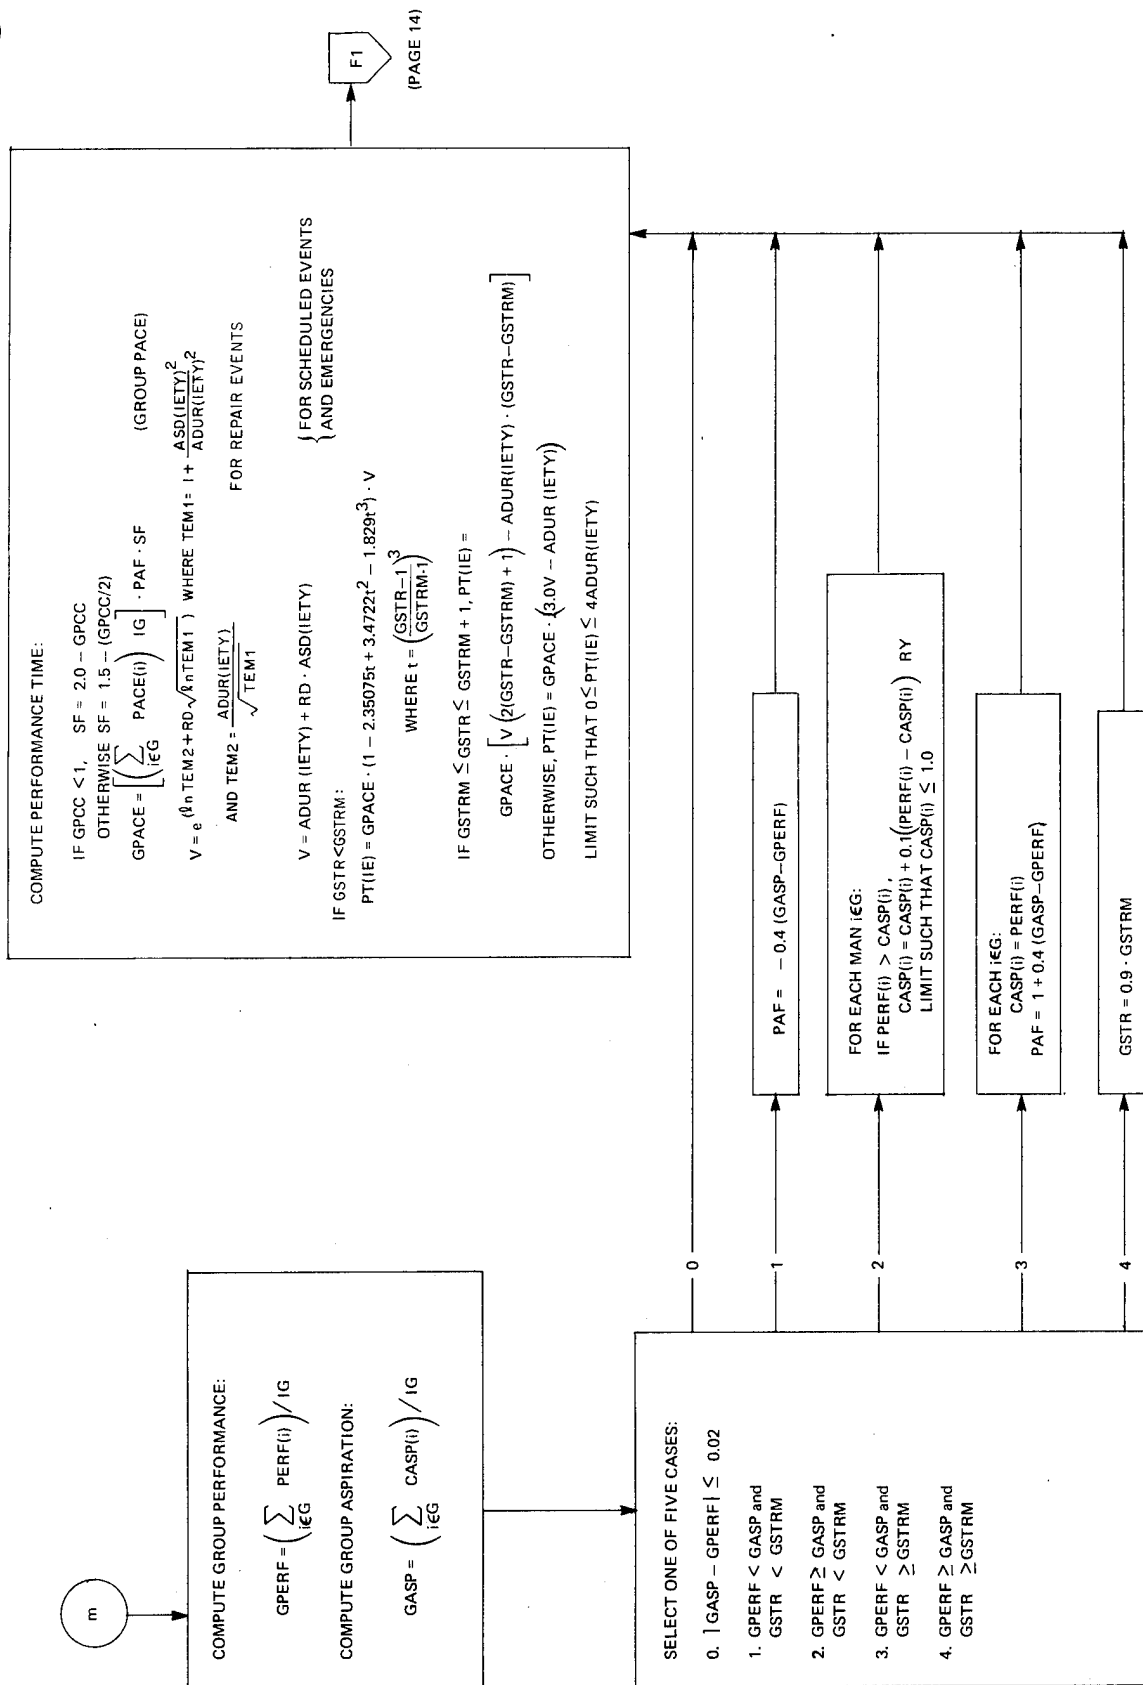 m
COMPUTE GROUP PERFORMANCE:
GPERF = (∑ PERF(i)) / IG
iεG
COMPUTE GROUP ASPIRATION:
GASP = (∑ CASP(i)) / IG
iεG
SELECT ONE OF FIVE CASES:
0. |GASP – GPERF| ≤ 0.02
1. GPERF < GASP and
GSTR < GSTRM
2. GPERF ≥ GASP and
GSTR < GSTRM
3. GPERF < GASP and
GSTR ≥ GSTRM
4. GPERF ≥ GASP and
GSTR ≥ GSTRM
0
1
2
3
4
PAF = – 0.4 (GASP–GPERF)
FOR EACH MAN iεG:
IF PERF(i) > CASP(i),
CASP(i) = CASP(i) + 0.1((PERF(i) – CASP(i)) RY
LIMIT SUCH THAT CASP(i) ≤ 1.0
FOR EACH iεG:
CASP(i) = PERF(i)
PAF = 1 + 0.4 (GASP–GPERF)
GSTR = 0.9 · GSTRM
COMPUTE PERFORMANCE TIME:
IF GPCC < 1, SF = 2.0 – GPCC
OTHERWISE SF = 1.5 – (GPCC/2)
GPACE = [(∑ PACE(i)) IG] · PAF · SF (GROUP PACE)
iεG
V = e^(ℓn TEM2 + RD √ℓn TEM1) WHERE TEM1 = 1 + ASD(IETY)²/ADUR(IETY)²
AND TEM2 = ADUR(IETY)/√TEM1 FOR REPAIR EVENTS
V = ADUR (IETY) + RD · ASD(IETY) {FOR SCHEDULED EVENTS
}AND EMERGENCIES
IF GSTR<GSTRM:
PT(IE) = GPACE · (1 – 2.35075t + 3.4722t² – 1.829t³) · V
WHERE t = (GSTR–1/GSTRM-1)³
IF GSTRM ≤ GSTR ≤ GSTRM + 1, PT(IE) =
GPACE · [V (2(GSTR–GSTRM) + 1) – ADUR(IETY) · (GSTR–GSTRM)]
OTHERWISE, PT(IE) = GPACE · (3.0V – ADUR (IETY))
LIMIT SUCH THAT 0 ≤ PT(IE) ≤ 4ADUR(IETY)
F1
(PAGE 14)